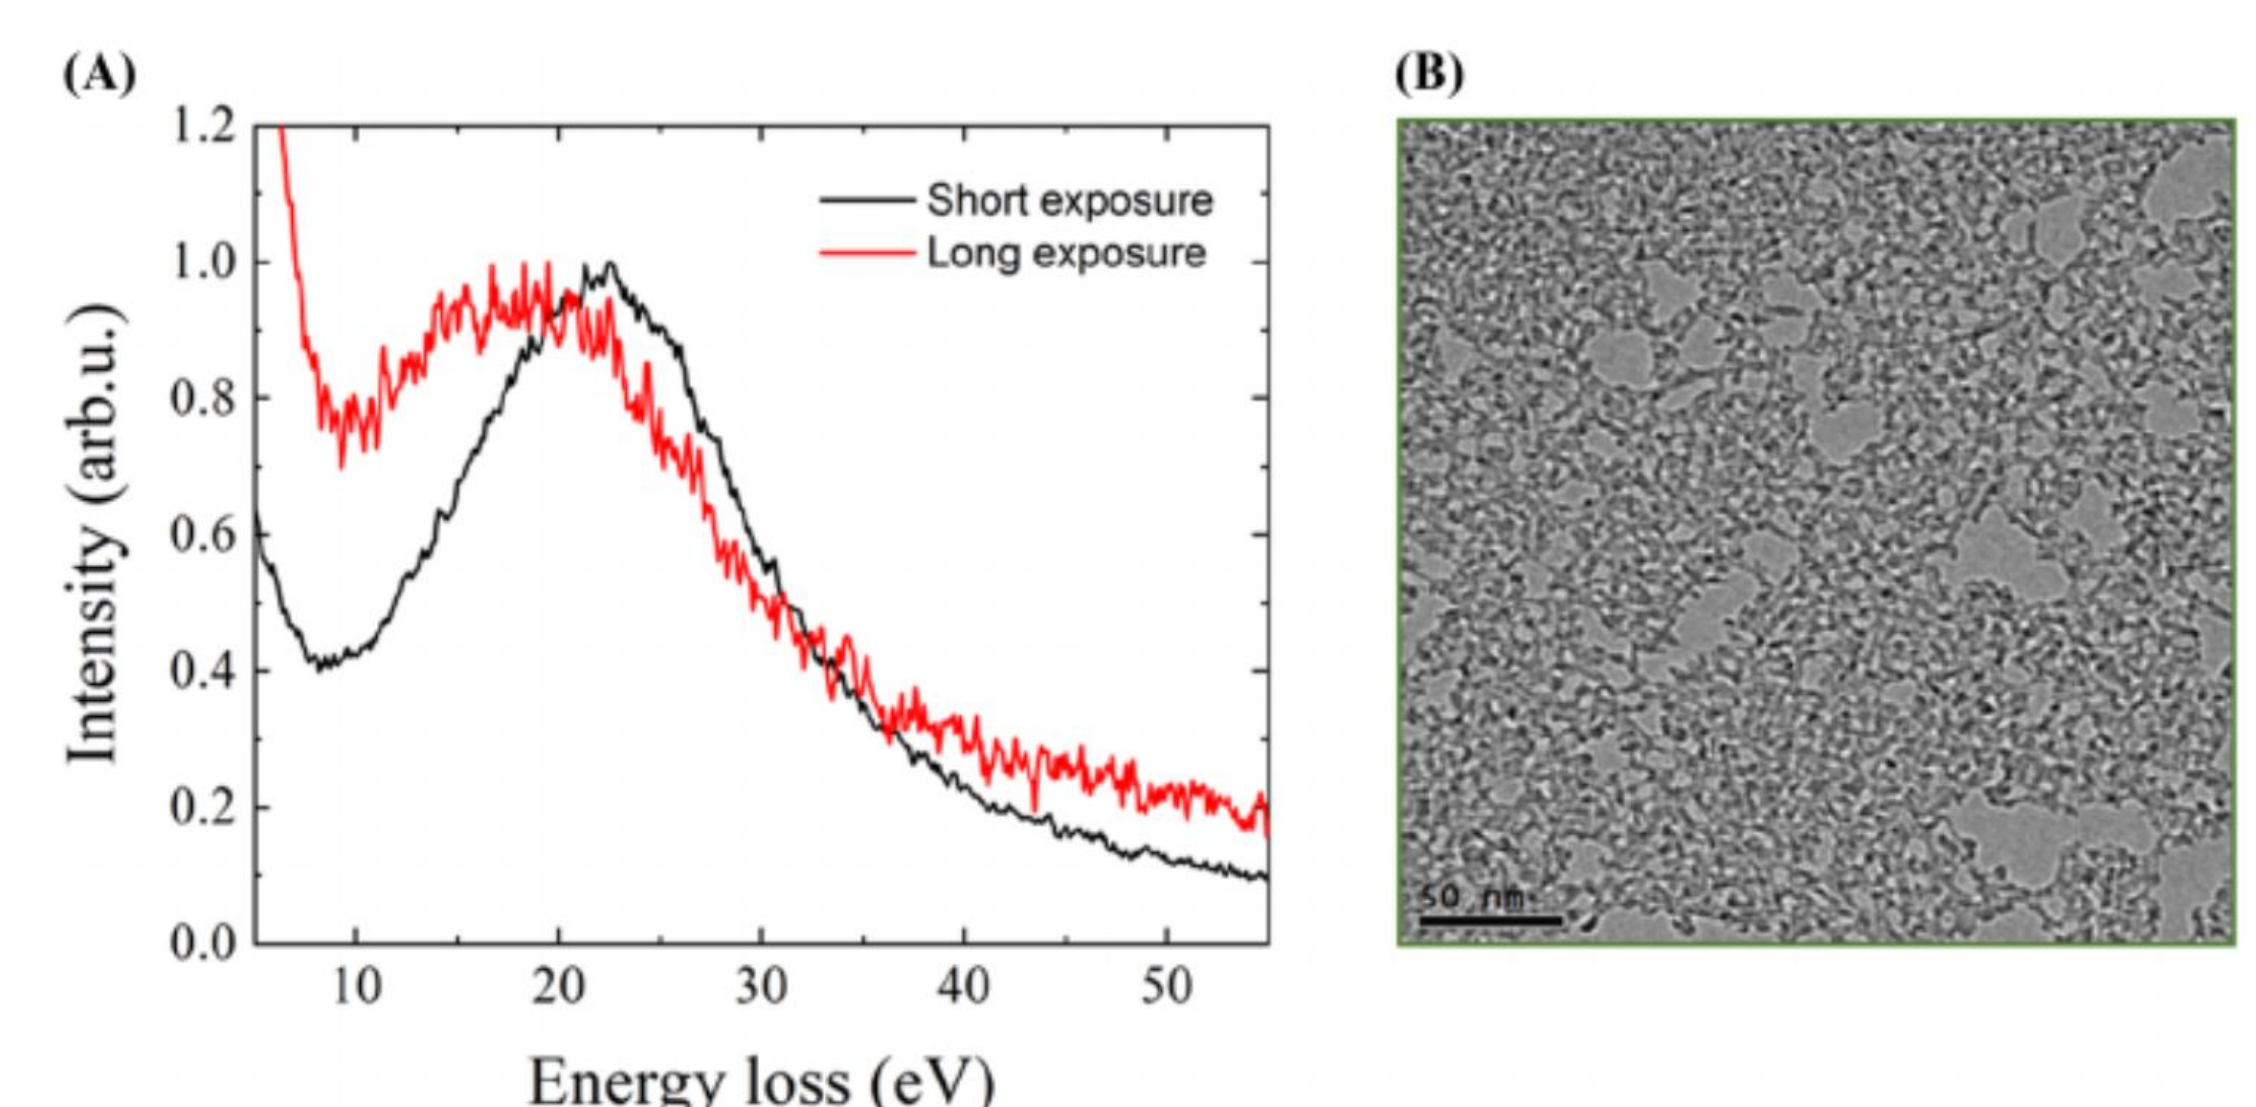 (A)
(B)
1.2
1.0
0.8
0.6
0.4
0.2
0.0
Intensity (arb.u.)
Short exposure
Long exposure
10 20 30 40 50
Energy loss (eV)
50 nm